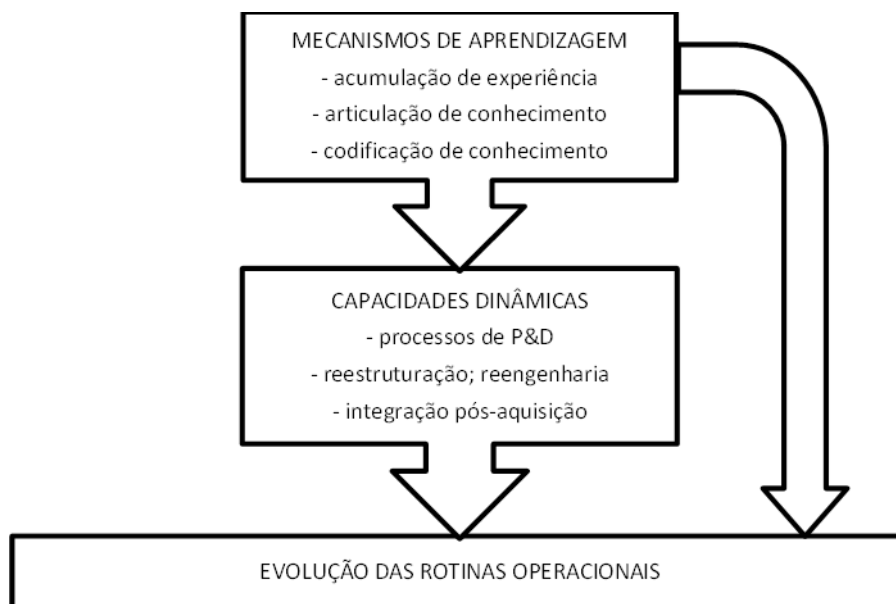 MECANISMOS DE APRENDIZAGEM
- acumulação de experiência
- articulação de conhecimento
- codificação de conhecimento
CAPACIDADES DINÂMICAS
- processos de P&D
- reestruturação; reengenharia
- integração pós-aquisição
EVOLUÇÃO DAS ROTINAS OPERACIONAIS